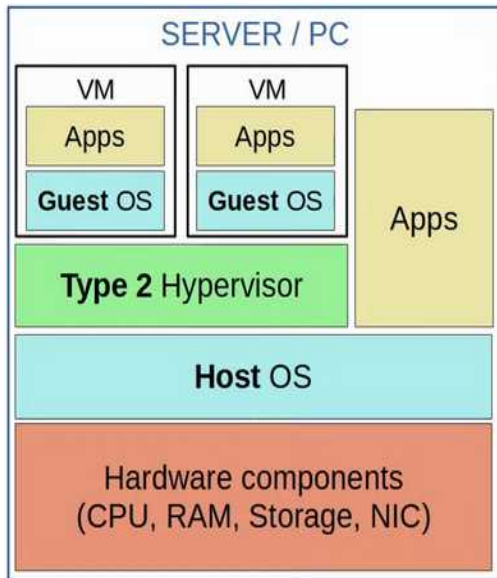 SERVER / PC
VM
Apps
Guest OS
VM
Apps
Guest OS
Apps
Type 2 Hypervisor
Host OS
Hardware components
(CPU, RAM, Storage, NIC)